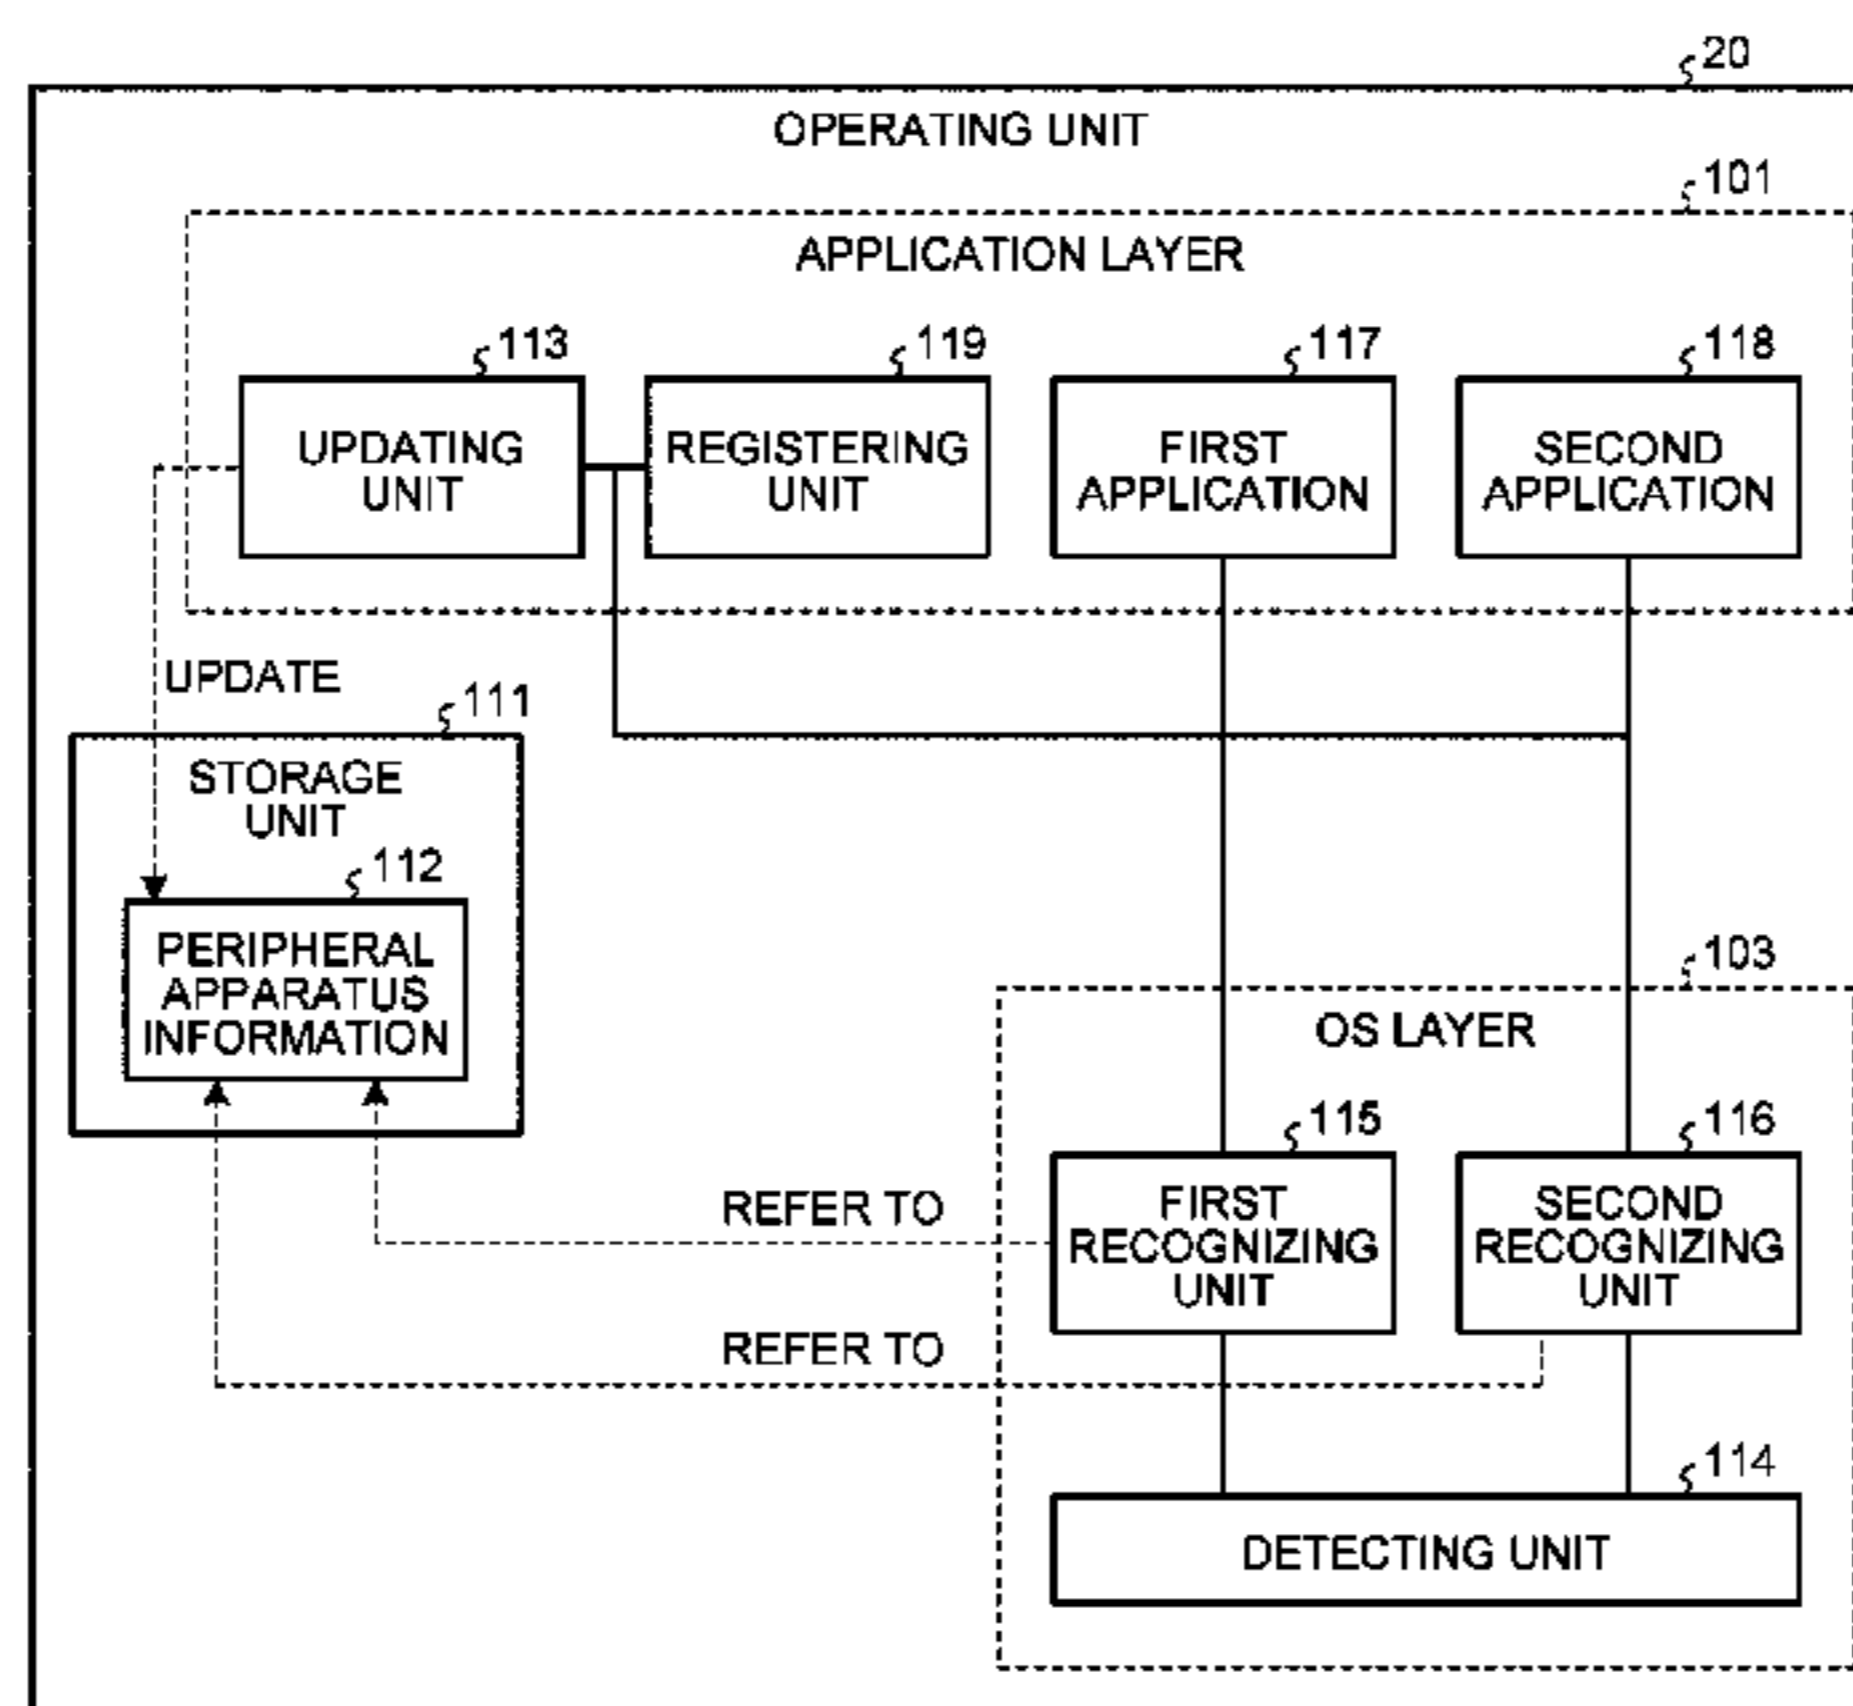 20
OPERATING UNIT
101
APPLICATION LAYER
113
119
117
118
UPDATING
UNIT
REGISTERING
UNIT
FIRST
APPLICATION
SECOND
APPLICATION
UPDATE
111
STORAGE
UNIT
112
PERIPHERAL
APPARATUS
INFORMATION
103
OS LAYER
115
116
FIRST
RECOGNIZING
UNIT
SECOND
RECOGNIZING
UNIT
REFER TO
REFER TO
114
DETECTING UNIT